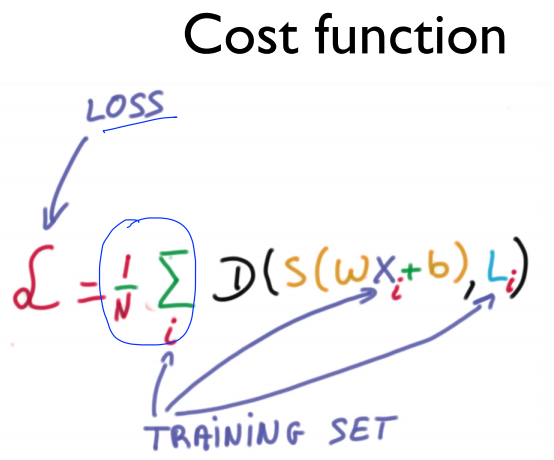 Cost function
LOSS
ℒ = 1/N Σ i D(S(wxi+b), Li)
TRAINING SET